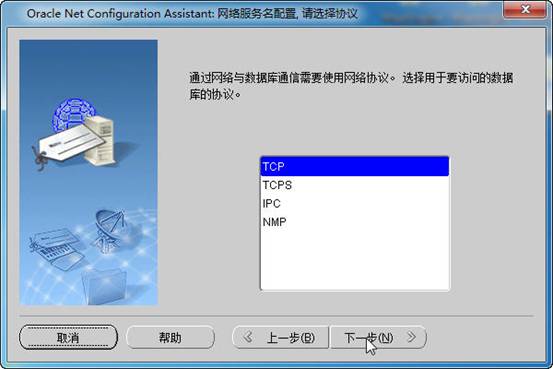 Oracle Net Configuration Assistant: 网络服务名配置, 请选择协议
通过网络与数据库通信需要使用网络协议。选择用于要访问的数据
库的协议。
TCP
TCPS
IPC
NMP
取消
帮助
上一步(B)
下一步(N)